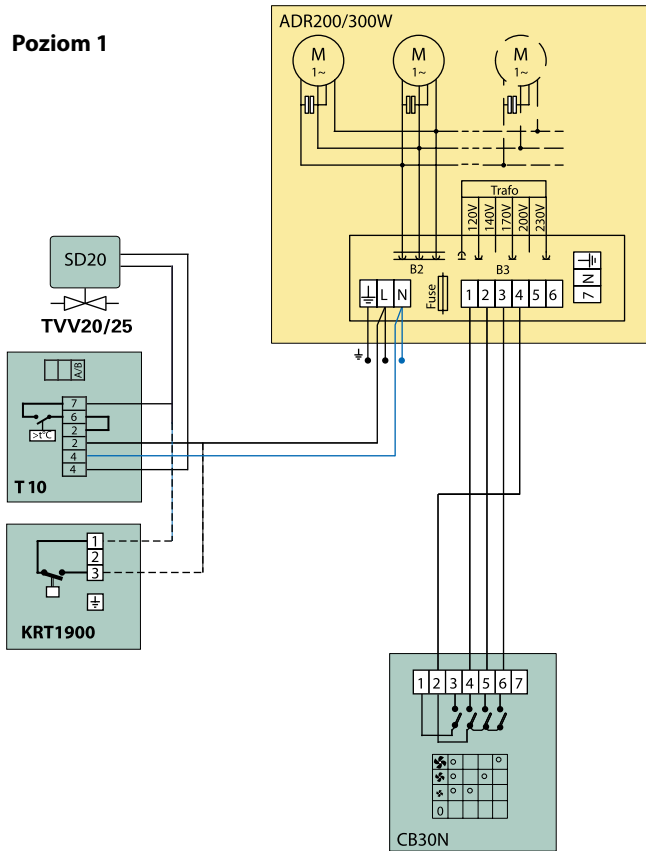 ADR200/300W
Poziom 1
M
1~
M
1~
M
1~
Trafo
120V
140V
170V
200V
230V
B2
B3
L
N
Fuse
1 2 3 4 5 6
7 N
SD20
TVV20/25
A/B
7
6
2
2
4
4
>t°C
T 10
1
2
3
KRT1900
1 2 3 4 5 6 7
0
CB30N